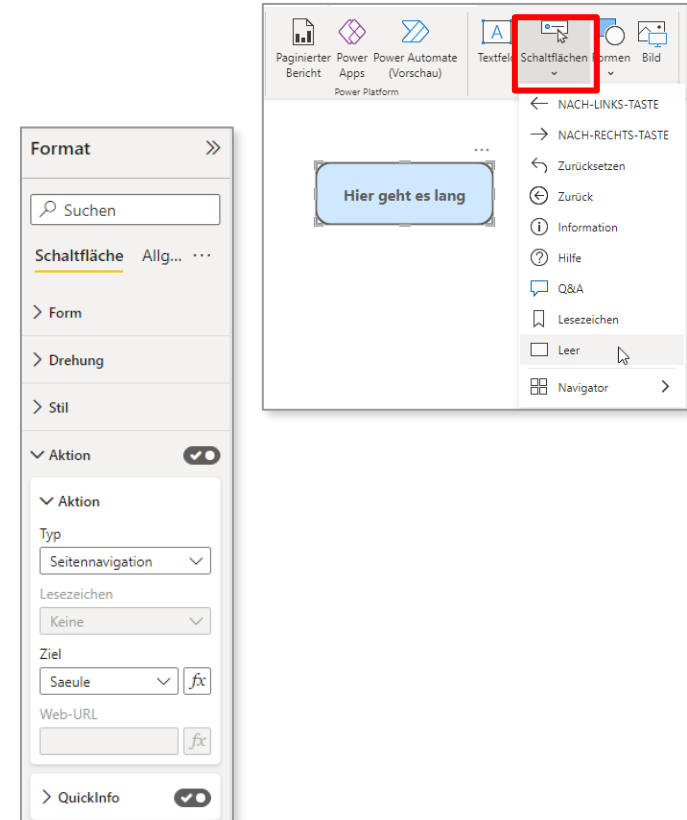 Paginierter Power Power Automate Textfeld Schaltflächen Formen Bild
Bericht Apps (Vorschau)
Power Platform
NACH-LINKS-TASTE
NACH-RECHTS-TASTE
Zurücksetzen
Zurück
Information
Hilfe
Q&A
Lesezeichen
Leer
Navigator
Hier geht es lang
Format
Suchen
Schaltfläche Allg... ...
Form
Drehung
Stil
Aktion
Aktion
Typ
Seitennavigation
Lesezeichen
Keine
Ziel
Saeule fx
Web-URL
fx
QuickInfo